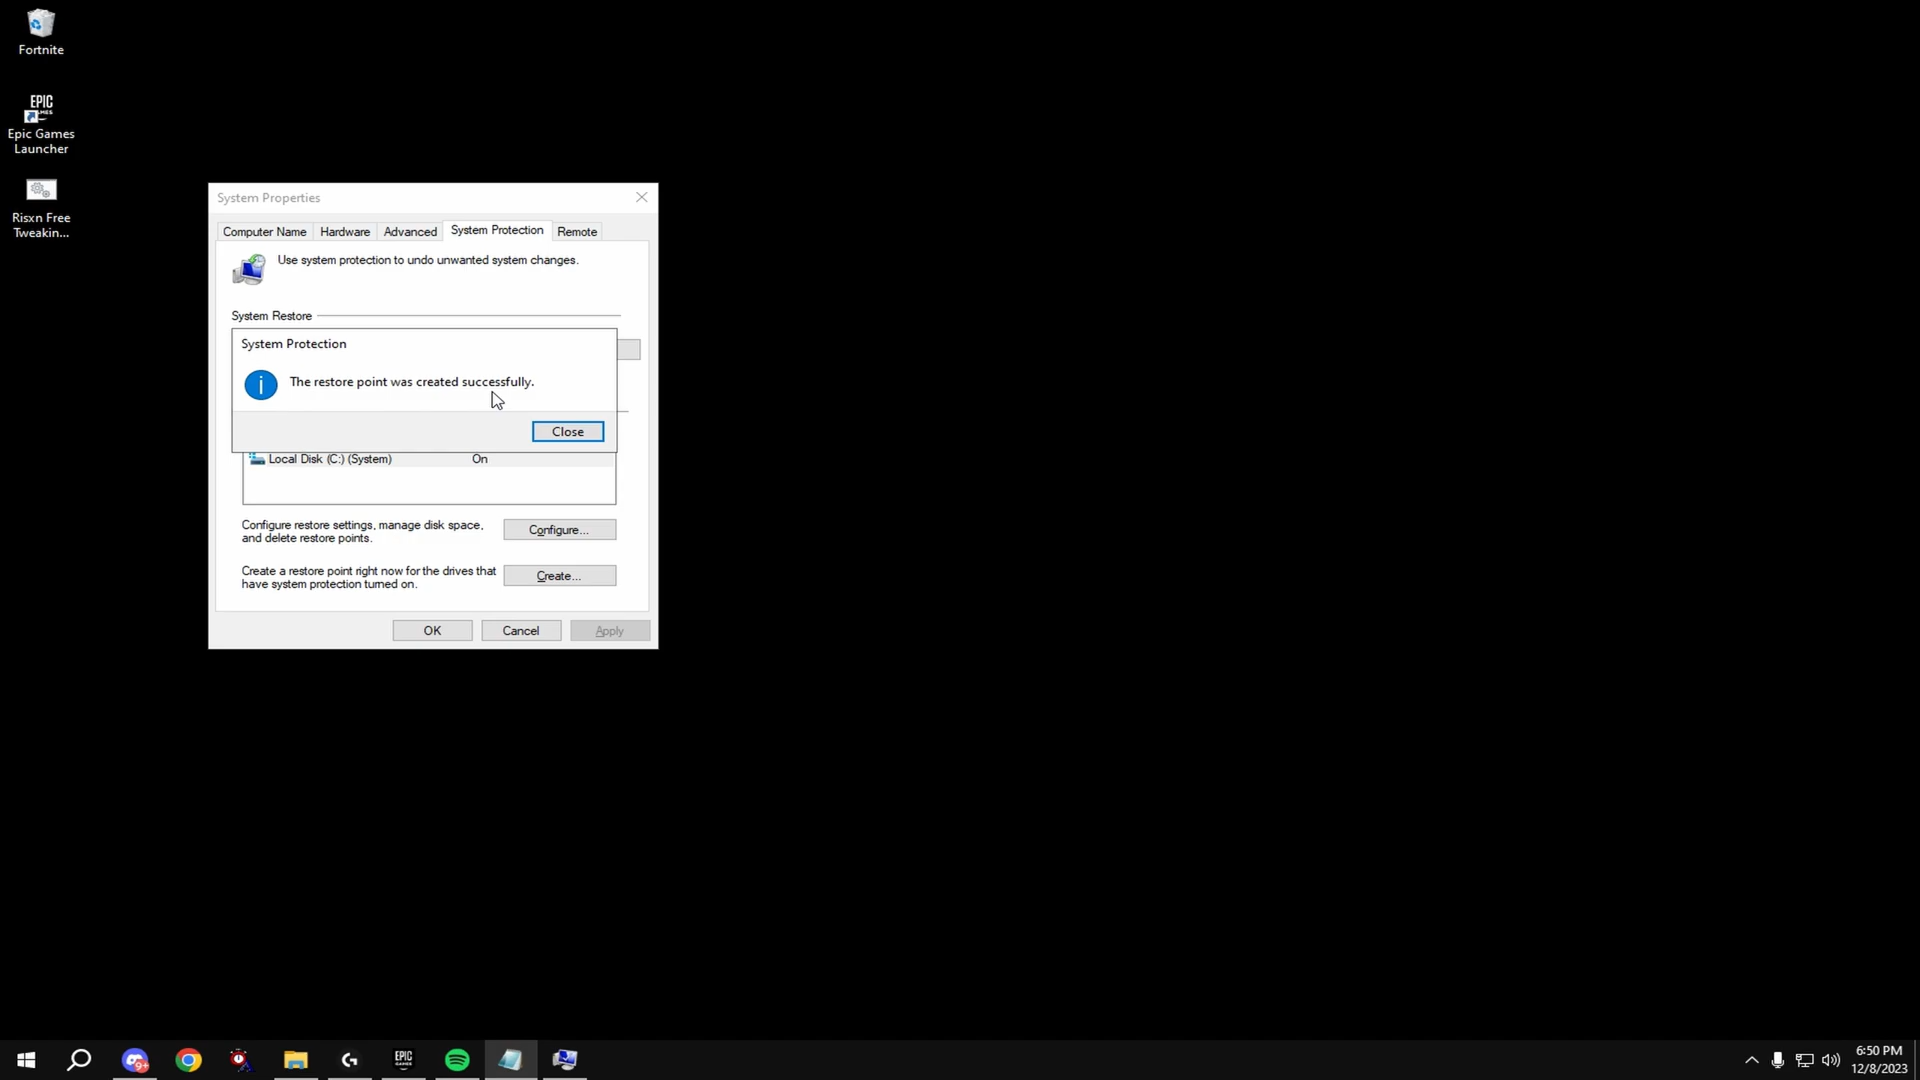 Fortnite
EPIC
GAMES
Epic Games
Launcher
Risxn Free
Tweakin...
System Properties
Computer Name
Hardware
Advanced
System Protection
Remote
Use system protection to undo unwanted system changes.
System Restore
System Protection
The restore point was created successfully.
Close
Local Disk (C:) (System)
On
Configure restore settings, manage disk space,
and delete restore points.
Configure...
Create a restore point right now for the drives that
have system protection turned on.
Create...
OK
Cancel
Apply
9+
EPIC
GAMES
6:50 PM
12/8/2023